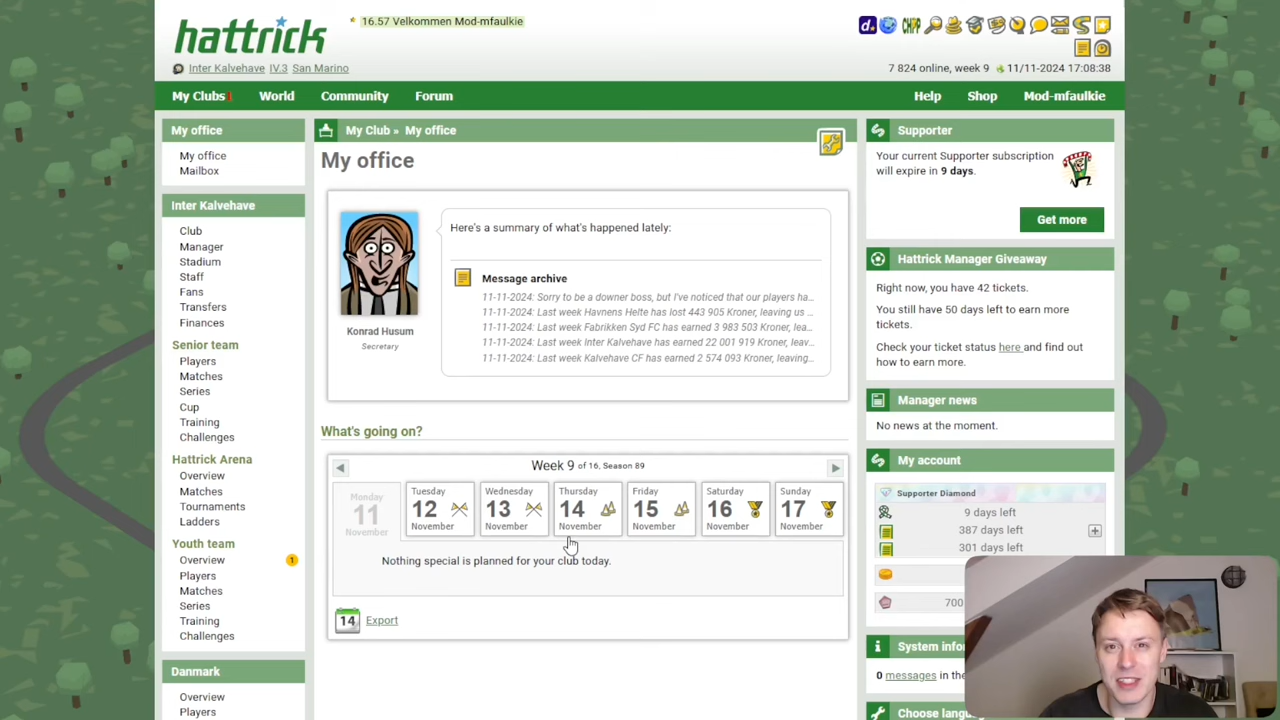 hattrick
16.57 Velkommen Mod-mfaulkie
CHPP
Inter Kalvehave IV.3 San Marino
7 824 online, week 9 11/11-2024 17:08:38
My Clubs
World
Community
Forum
Help
Shop
Mod-mfaulkie
My office
My office
Mailbox
Inter Kalvehave
Club
Manager
Stadium
Staff
Fans
Transfers
Finances
Senior team
Players
Matches
Series
Cup
Training
Challenges
Hattrick Arena
Overview
Matches
Tournaments
Ladders
Youth team
Overview 1
Players
Matches
Series
Training
Challenges
Danmark
Overview
Players
My Club » My office
My office
Konrad Husum
Secretary
Here's a summary of what's happened lately:
Message archive
11-11-2024: Sorry to be a downer boss, but I've noticed that our players ha...
11-11-2024: Last week Havnens Helte has lost 443 905 Kroner, leaving us ...
11-11-2024: Last week Fabrikken Syd FC has earned 3 983 503 Kroner, lea...
11-11-2024: Last week Inter Kalvehave has earned 22 001 919 Kroner, leav...
11-11-2024: Last week Kalvehave CF has earned 2 574 093 Kroner, leaving...
What's going on?
Week 9 of 16, Season 89
Monday 11 November
Tuesday 12 November
Wednesday 13 November
Thursday 14 November
Friday 15 November
Saturday 16 November
Sunday 17 November
Nothing special is planned for your club today.
14 Export
Supporter
Your current Supporter subscription
will expire in 9 days.
Get more
Hattrick Manager Giveaway
Right now, you have 42 tickets.
You still have 50 days left to earn more
tickets.
Check your ticket status here and find out
how to earn more.
Manager news
No news at the moment.
My account
Supporter Diamond
9 days left
387 days left
301 days left
700
System info
0 messages in the
Choose langu